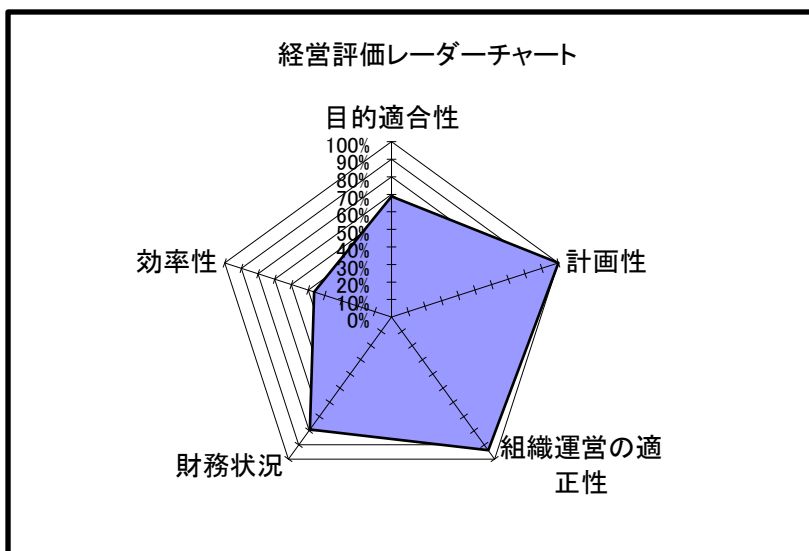 経営評価レーダーチャート
目的適合性
100%
90%
80%
70%
60%
50%
40%
30%
20%
10%
0%
計画性
組織運営の適
正性
財務状況
効率性